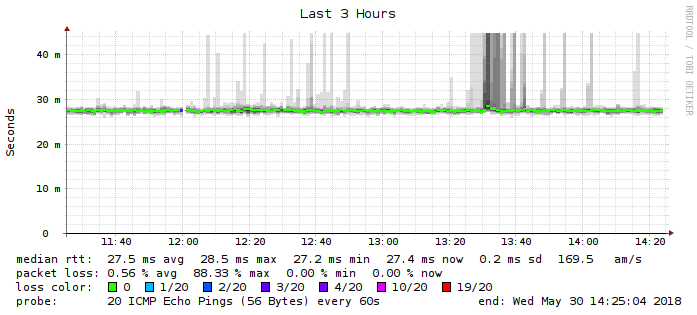 Last 3 Hours
RRDTOOL / TOBI OETIKER
Seconds
40 m
30 m
20 m
10 m
0
11:40 12:00 12:20 12:40 13:00 13:20 13:40 14:00 14:20
median rtt: 27.5 ms avg 28.5 ms max 27.2 ms min 27.4 ms now 0.2 ms sd 169.5 am/s
packet loss: 0.56 % avg 88.33 % max 0.00 % min 0.00 % now
loss color: 0 1/20 2/20 3/20 4/20 10/20 19/20
probe: 20 ICMP Echo Pings (56 Bytes) every 60s end: Wed May 30 14:25:04 2018